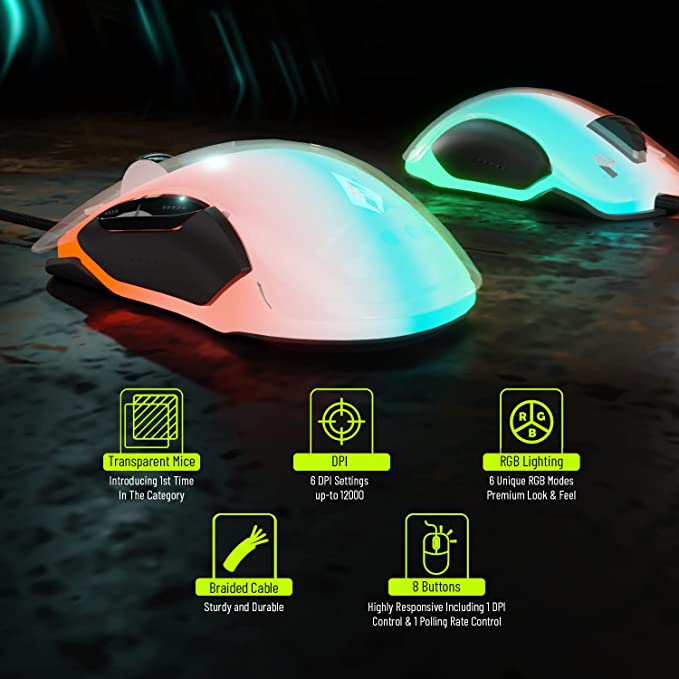 Transparent Mice
Introducing 1st Time
In The Category
DPI
6 DPI Settings
up-to 12000
R G
B
RGB Lighting
6 Unique RGB Modes
Premium Look & Feel
Braided Cable
Sturdy and Durable
8 Buttons
Highly Responsive Including 1 DPI
Control & 1 Polling Rate Control